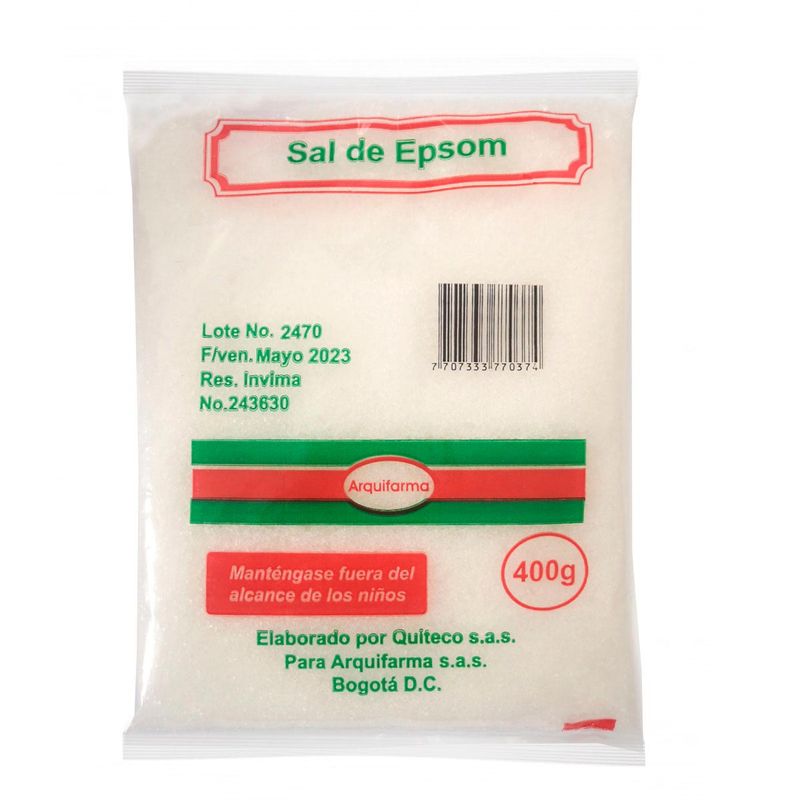 Sal de Epsom
Lote No. 2470
F/ven. Mayo 2023
Res. Invima
No.243630
7 707333 770374
Arquifarma
Manténgase fuera del
alcance de los niños
400g
Elaborado por Quiteco s.a.s.
Para Arquifarma s.a.s.
Bogotá D.C.